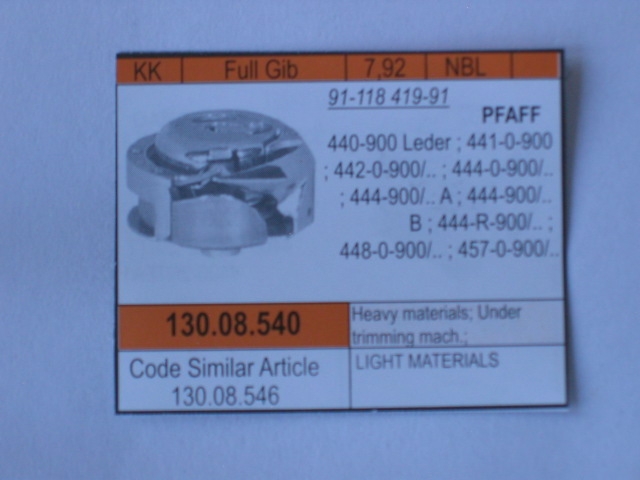 KK Full Gib 7,92 NBL
91-118 419-91
PFAFF
440-900 Leder ; 441-0-900
; 442-0-900/.. ; 444-0-900/..
; 444-900/.. A ; 444-900/..
B ; 444-R-900/.. ;
448-0-900/.. ; 457-0-900/..
130.08.540
Heavy materials; Under
trimming mach.;
Code Similar Article
130.08.546
LIGHT MATERIALS